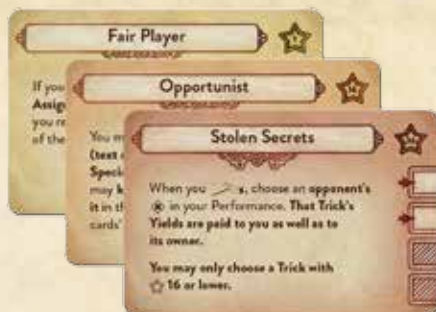 Fair Player
If you
Assig
you re
of the
Opportunist
You m
(text
Speci
may k
it in th
cards'
Stolen Secrets
When you s, choose an opponent's
in your Performance. That Trick's
Yields are paid to you as well as to
its owner.
You may only choose a Trick with
16 or lower.